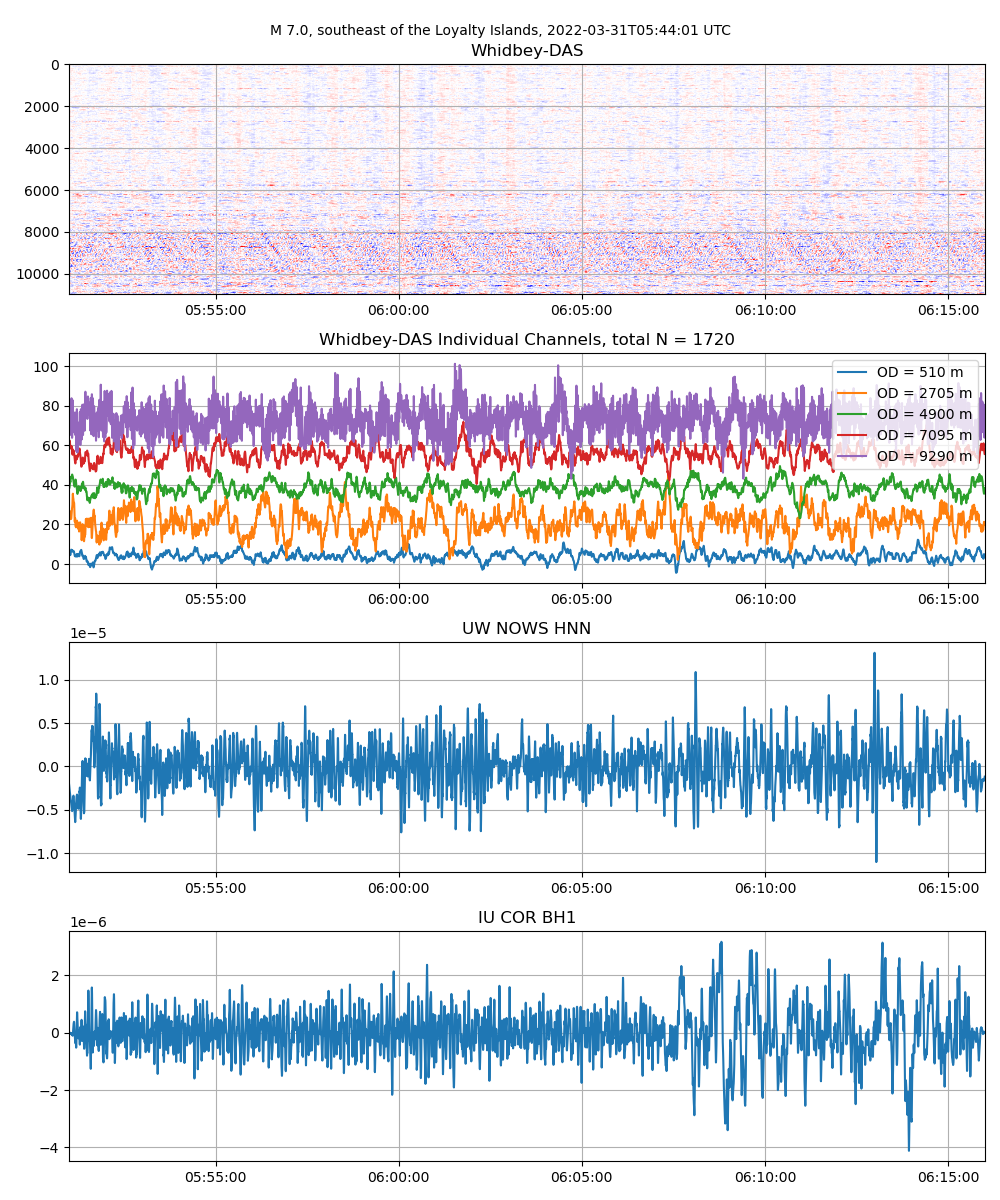 M 7.0, southeast of the Loyalty Islands, 2022-03-31T05:44:01 UTC
Whidbey-DAS
0
2000
4000
6000
8000
10000
05:55:00 06:00:00 06:05:00 06:10:00 06:15:00
Whidbey-DAS Individual Channels, total N = 1720
100
80
60
40
20
0
OD = 510 m
OD = 2705 m
OD = 4900 m
OD = 7095 m
OD = 9290 m
05:55:00 06:00:00 06:05:00 06:10:00 06:15:00
1e−5
UW NOWS HNN
1.0
0.5
0.0
−0.5
−1.0
05:55:00 06:00:00 06:05:00 06:10:00 06:15:00
1e−6
IU COR BH1
2
0
−2
−4
05:55:00 06:00:00 06:05:00 06:10:00 06:15:00